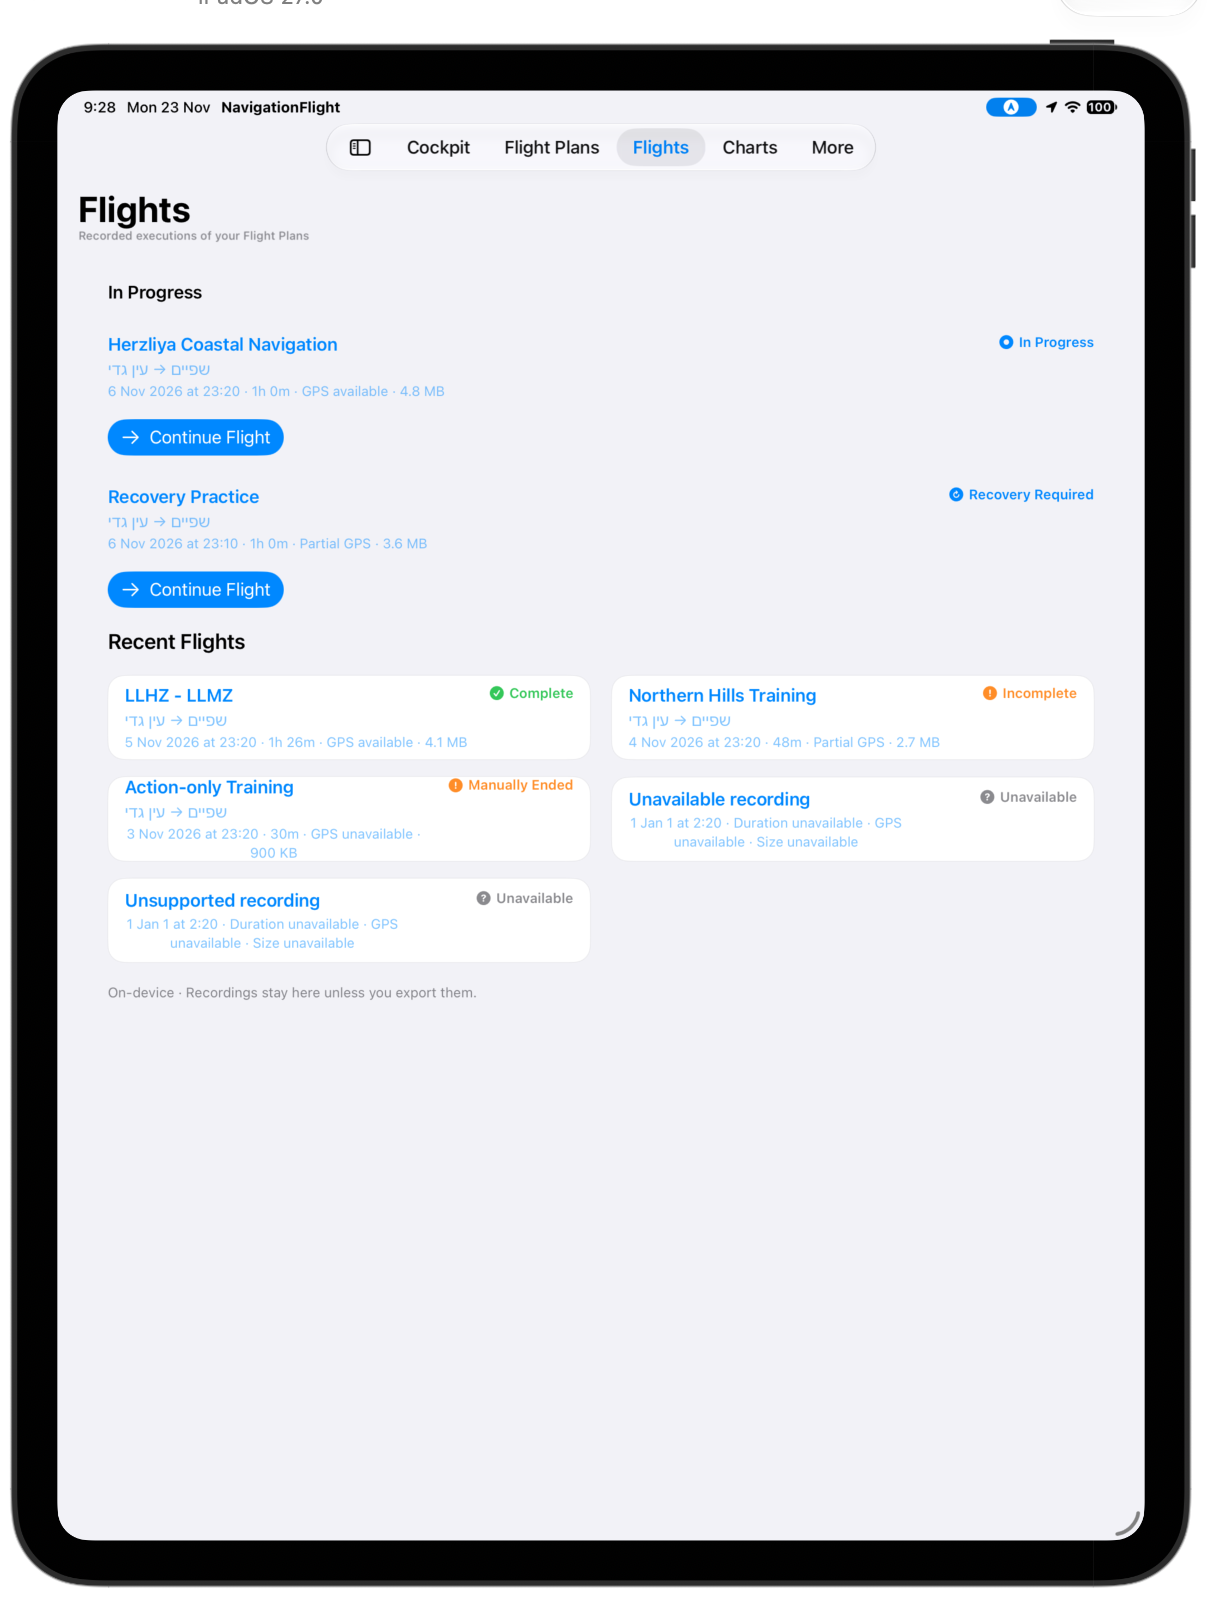 iPadOS 27.0
9:28 Mon 23 Nov NavigationFlight
100
Cockpit Flight Plans Flights Charts More
Flights
Recorded executions of your Flight Plans
In Progress
Herzliya Coastal Navigation
In Progress
שפיים → עין גדי
6 Nov 2026 at 23:20 · 1h 0m · GPS available · 4.8 MB
→ Continue Flight
Recovery Practice
Recovery Required
שפיים → עין גדי
6 Nov 2026 at 23:10 · 1h 0m · Partial GPS · 3.6 MB
→ Continue Flight
Recent Flights
LLHZ - LLMZ
Complete
שפיים → עין גדי
5 Nov 2026 at 23:20 · 1h 26m · GPS available · 4.1 MB
Northern Hills Training
Incomplete
שפיים → עין גדי
4 Nov 2026 at 23:20 · 48m · Partial GPS · 2.7 MB
Action-only Training
Manually Ended
שפיים → עין גדי
3 Nov 2026 at 23:20 · 30m · GPS unavailable ·
900 KB
Unavailable recording
Unavailable
1 Jan 1 at 2:20 · Duration unavailable · GPS
unavailable · Size unavailable
Unsupported recording
Unavailable
1 Jan 1 at 2:20 · Duration unavailable · GPS
unavailable · Size unavailable
On-device · Recordings stay here unless you export them.